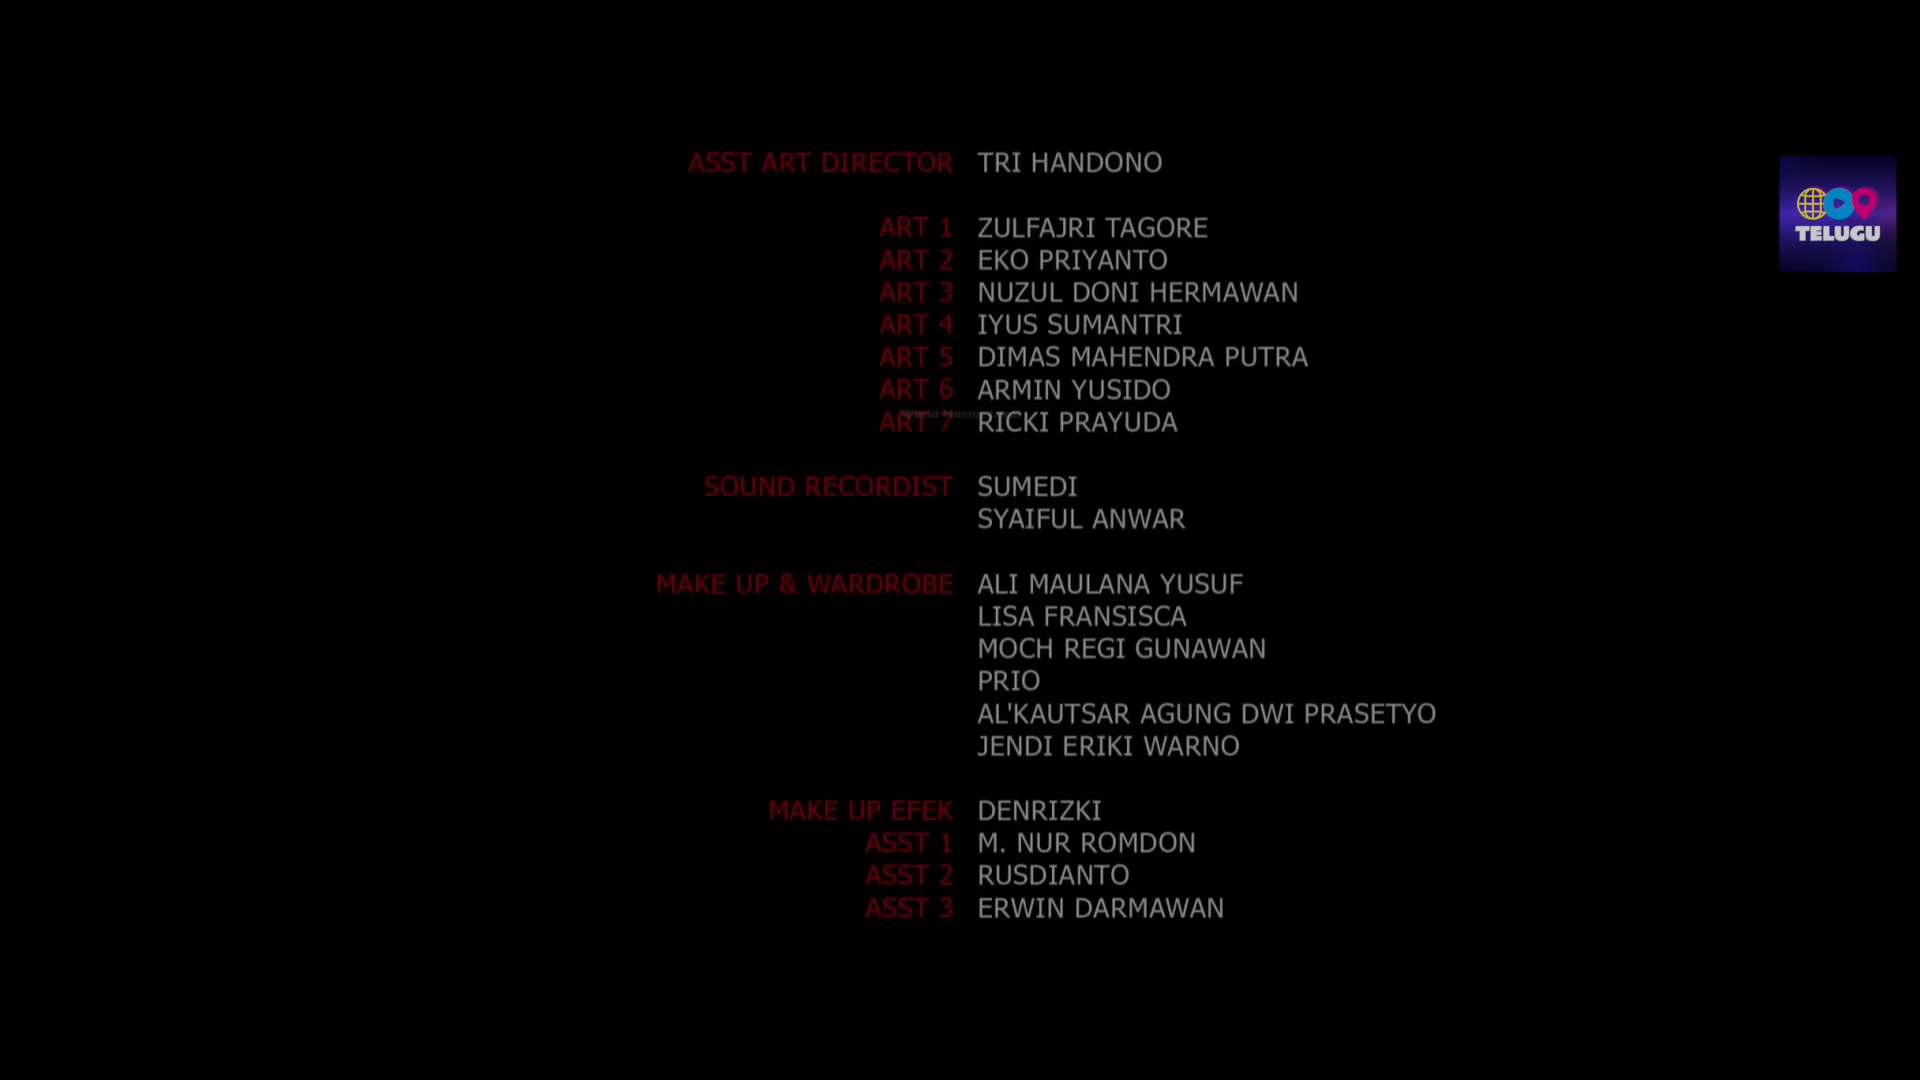 ASST ART DIRECTOR TRI HANDONO
ART 1 ZULFAJRI TAGORE
ART 2 EKO PRIYANTO
ART 3 NUZUL DONI HERMAWAN
ART 4 IYUS SUMANTRI
ART 5 DIMAS MAHENDRA PUTRA
ART 6 ARMIN YUSIDO
ART 7 RICKI PRAYUDA
SOUND RECORDIST SUMEDI
SYAIFUL ANWAR
MAKE UP & WARDROBE ALI MAULANA YUSUF
LISA FRANSISCA
MOCH REGI GUNAWAN
PRIO
AL'KAUTSAR AGUNG DWI PRASETYO
JENDI ERIKI WARNO
MAKE UP EFEK DENRIZKI
ASST 1 M. NUR ROMDON
ASST 2 RUSDIANTO
ASST 3 ERWIN DARMAWAN
TELUGU